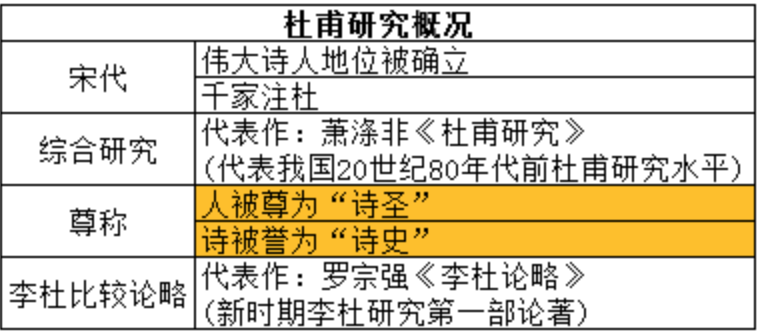 杜甫研究概况
宋代
伟大诗人地位被确立
千家注杜
综合研究
代表作：萧涤非《杜甫研究》
(代表我国20世纪80年代前杜甫研究水平)
尊称
人被尊为“诗圣”
诗被誉为“诗史”
李杜比较论略
代表作：罗宗强《李杜论略》
(新时期李杜研究第一部论著)